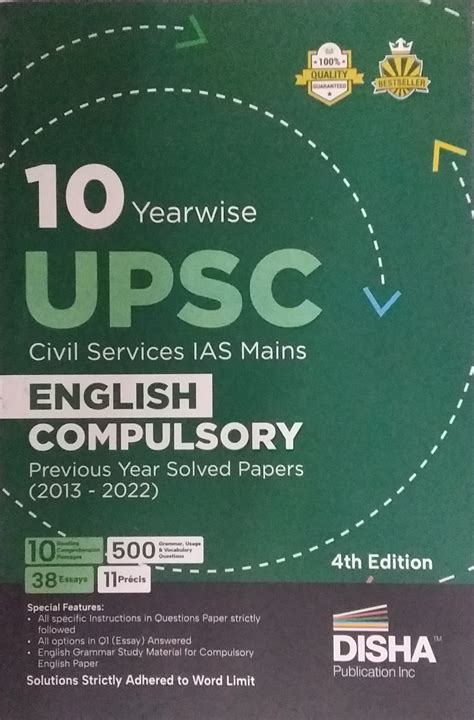 100%
QUALITY
GUARANTEED
BESTSELLER
10 Yearwise
UPSC
Civil Services IAS Mains
ENGLISH
COMPULSORY
Previous Year Solved Papers
(2013 - 2022)
10 Reading Comprehension Passages
500 Grammar, Usage & Vocabulary Questions
38 Essays
11 Précis
4th Edition
Special Features:
• All specific Instructions in Questions Paper strictly
followed
• All options in Q1 (Essay) Answered
• English Grammar Study Material for Compulsory
English Paper
Solutions Strictly Adhered to Word Limit
DISHA™
Publication Inc